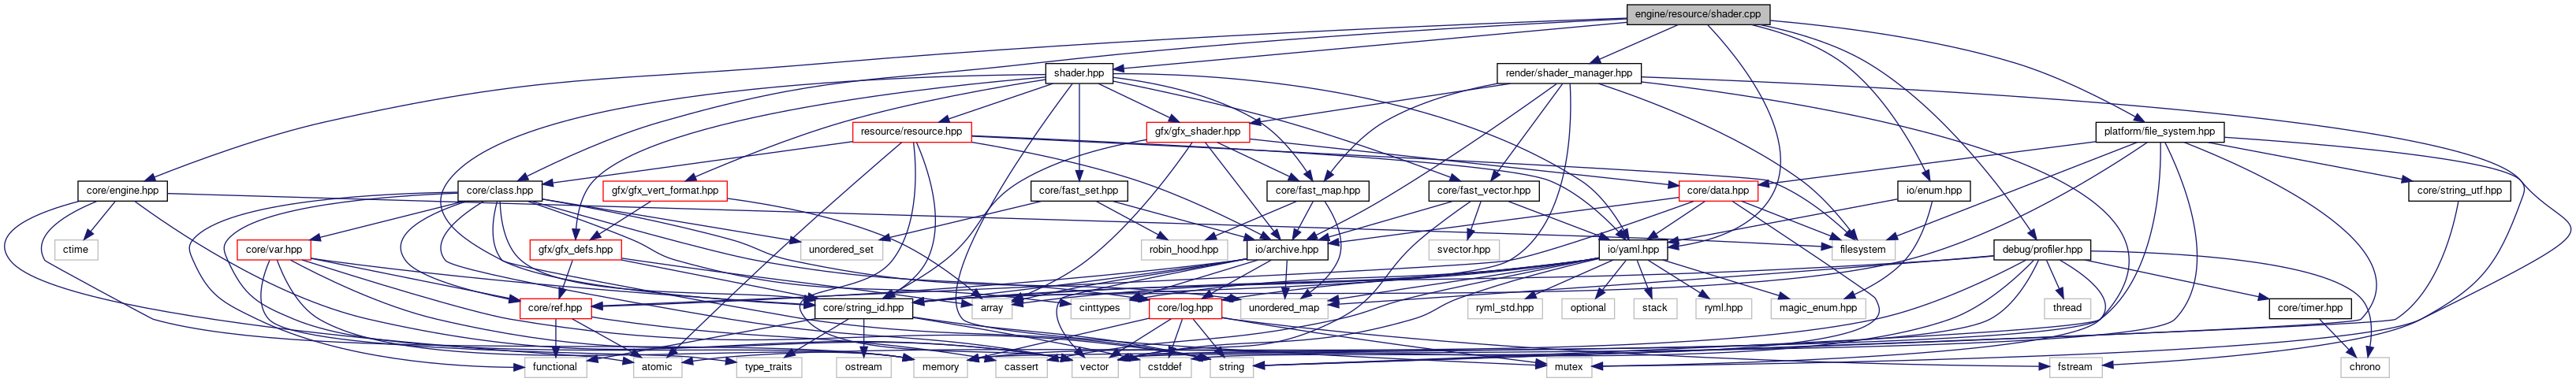 engine/resource/shader.cpp
shader.hpp
render/shader_manager.hpp
resource/resource.hpp
gfx/gfx_shader.hpp
platform/file_system.hpp
core/engine.hpp
core/class.hpp
gfx/gfx_vert_format.hpp
core/fast_set.hpp
core/fast_map.hpp
core/fast_vector.hpp
core/data.hpp
io/enum.hpp
core/string_utf.hpp
ctime
core/var.hpp
gfx/gfx_defs.hpp
unordered_set
robin_hood.hpp
io/archive.hpp
svector.hpp
io/yaml.hpp
filesystem
debug/profiler.hpp
core/ref.hpp
core/string_id.hpp
array
cinttypes
core/log.hpp
unordered_map
ryml_std.hpp
optional
stack
ryml.hpp
magic_enum.hpp
thread
core/timer.hpp
functional
atomic
type_traits
ostream
memory
cassert
vector
cstddef
string
mutex
fstream
chrono